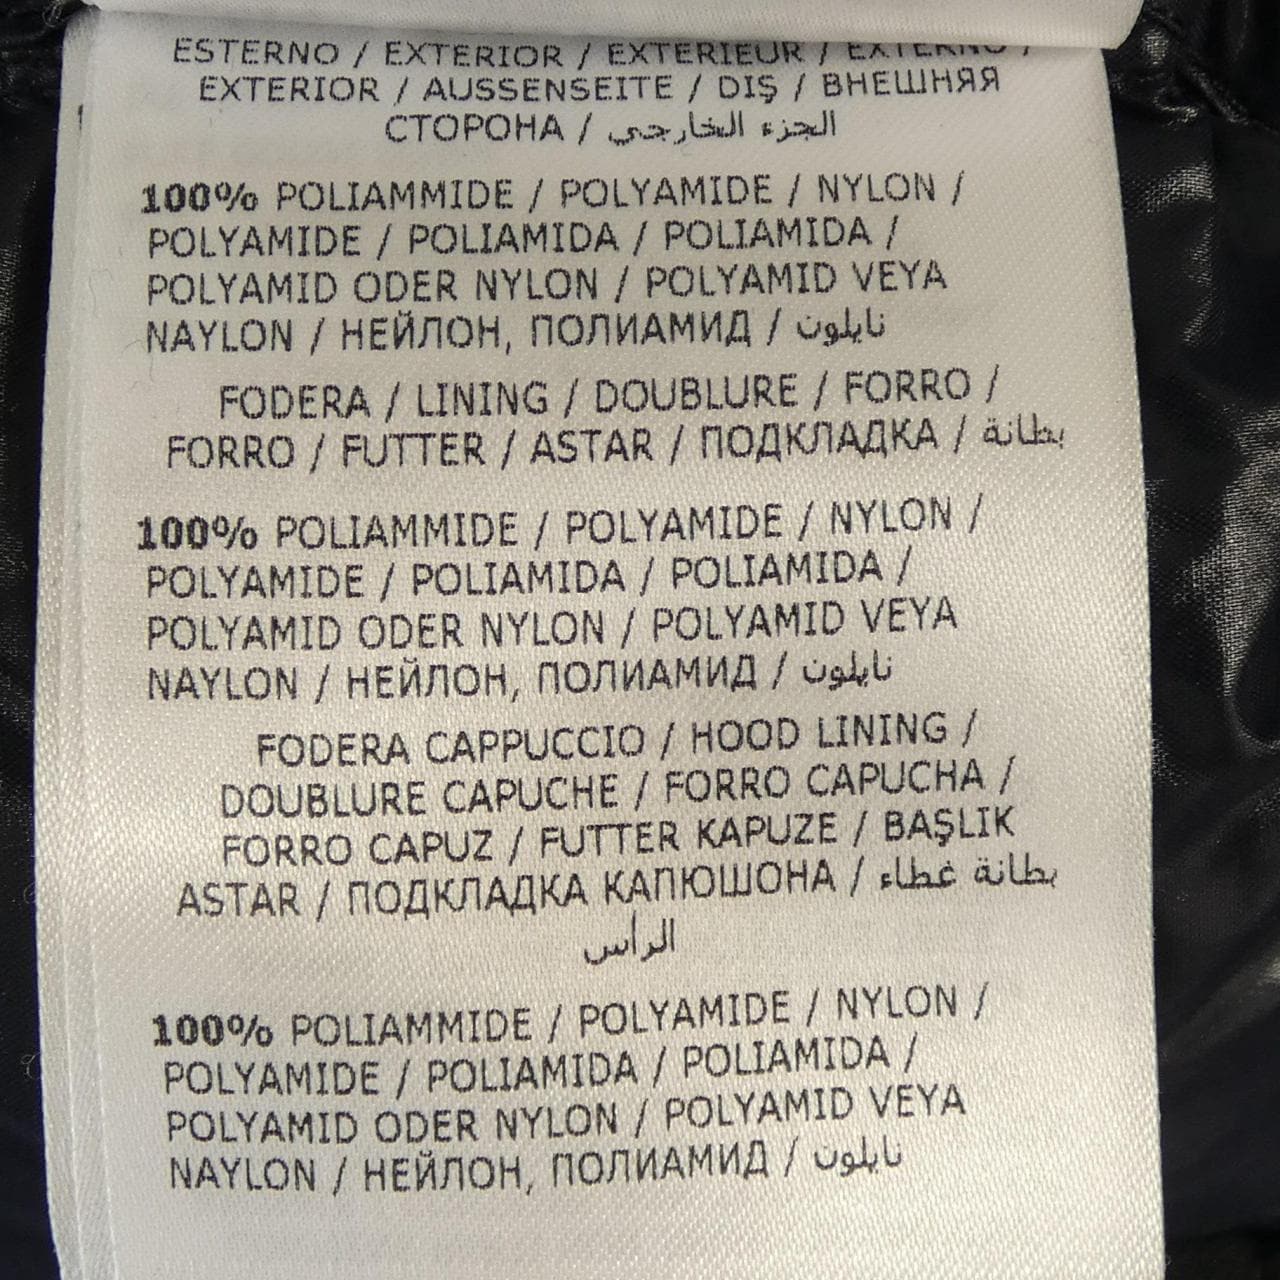 ESTERNO / EXTERIOR / EXTERIEUR / EXTERNO /
EXTERIOR / AUSSENSEITE / DIŞ / ВНЕШНЯЯ
СТОРОНА / الجزء الخارجي
100% POLIAMMIDE / POLYAMIDE / NYLON /
POLYAMIDE / POLIAMIDA / POLIAMIDA /
POLYAMID ODER NYLON / POLYAMID VEYA
NAYLON / НЕЙЛОН, ПОЛИАМИД / نايلون
FODERA / LINING / DOUBLURE / FORRO /
FORRO / FUTTER / ASTAR / ПОДКЛАДКА / بطانة
100% POLIAMMIDE / POLYAMIDE / NYLON /
POLYAMIDE / POLIAMIDA / POLIAMIDA /
POLYAMID ODER NYLON / POLYAMID VEYA
NAYLON / НЕЙЛОН, ПОЛИАМИД / نايلون
FODERA CAPPUCCIO / HOOD LINING /
DOUBLURE CAPUCHE / FORRO CAPUCHA /
FORRO CAPUZ / FUTTER KAPUZE / BAŞLIK
ASTAR / ПОДКЛАДКА КАПЮШОНА / بطانة غطاء
الرأس
100% POLIAMMIDE / POLYAMIDE / NYLON /
POLYAMIDE / POLIAMIDA / POLIAMIDA /
POLYAMID ODER NYLON / POLYAMID VEYA
NAYLON / НЕЙЛОН, ПОЛИАМИД / نايلون